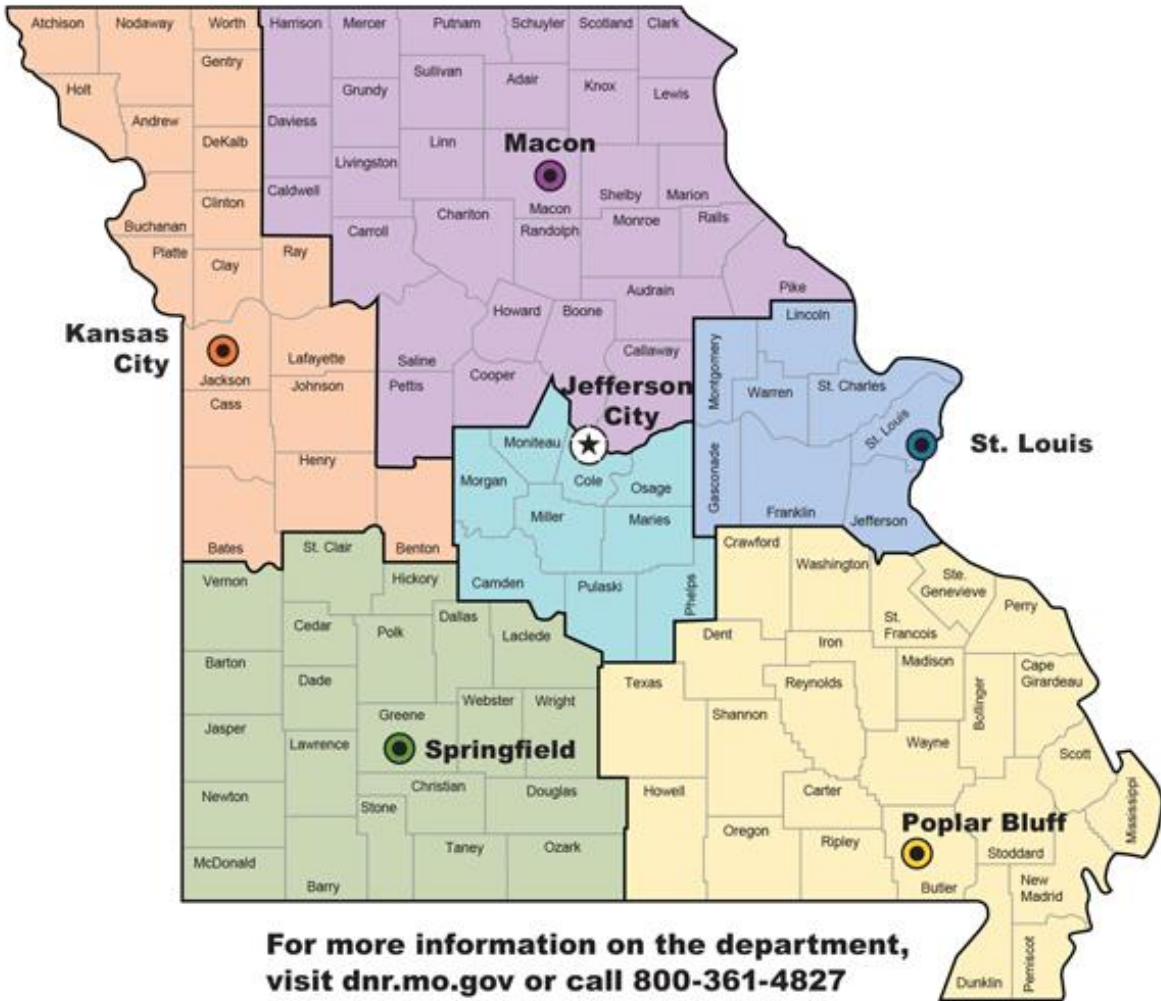 Atchison
Nodaway
Worth
Harrison
Mercer
Putnam
Schuyler
Scotland
Clark
Gentry
Sullivan
Adair
Knox
Holt
Grundy
Lewis
Andrew
Daviess
DeKalb
Linn
Macon
Livingston
Caldwell
Shelby
Marion
Clinton
Chariton
Macon
Buchanan
Carroll
Randolph
Monroe
Ralls
Platte
Clay
Ray
Audrain
Pike
Howard
Boone
Lincoln
Kansas
City
Lafayette
Saline
Callaway
Montgomery
Jackson
Johnson
Pettis
Cooper
Jefferson
City
Warren
St. Charles
Cass
St. Louis
St. Louis
Moniteau
Henry
Morgan
Cole
Osage
Gasconade
Miller
Maries
Franklin
Jefferson
Bates
Benton
St. Clair
Crawford
Washington
Vernon
Hickory
Camden
Pulaski
Phelps
Ste.
Genevieve
Perry
Cedar
Polk
Dallas
Laclede
Dent
Iron
St.
Francois
Barton
Dade
Texas
Reynolds
Madison
Cape
Girardeau
Webster
Wright
Bollinger
Jasper
Greene
Shannon
Lawrence
Springfield
Wayne
Scott
Newton
Stone
Christian
Douglas
Howell
Carter
Mississippi
Poplar Bluff
Oregon
Ripley
McDonald
Taney
Ozark
Stoddard
Barry
Butler
New
Madrid
For more information on the department,
visit dnr.mo.gov or call 800-361-4827
Dunklin
Pemiscot